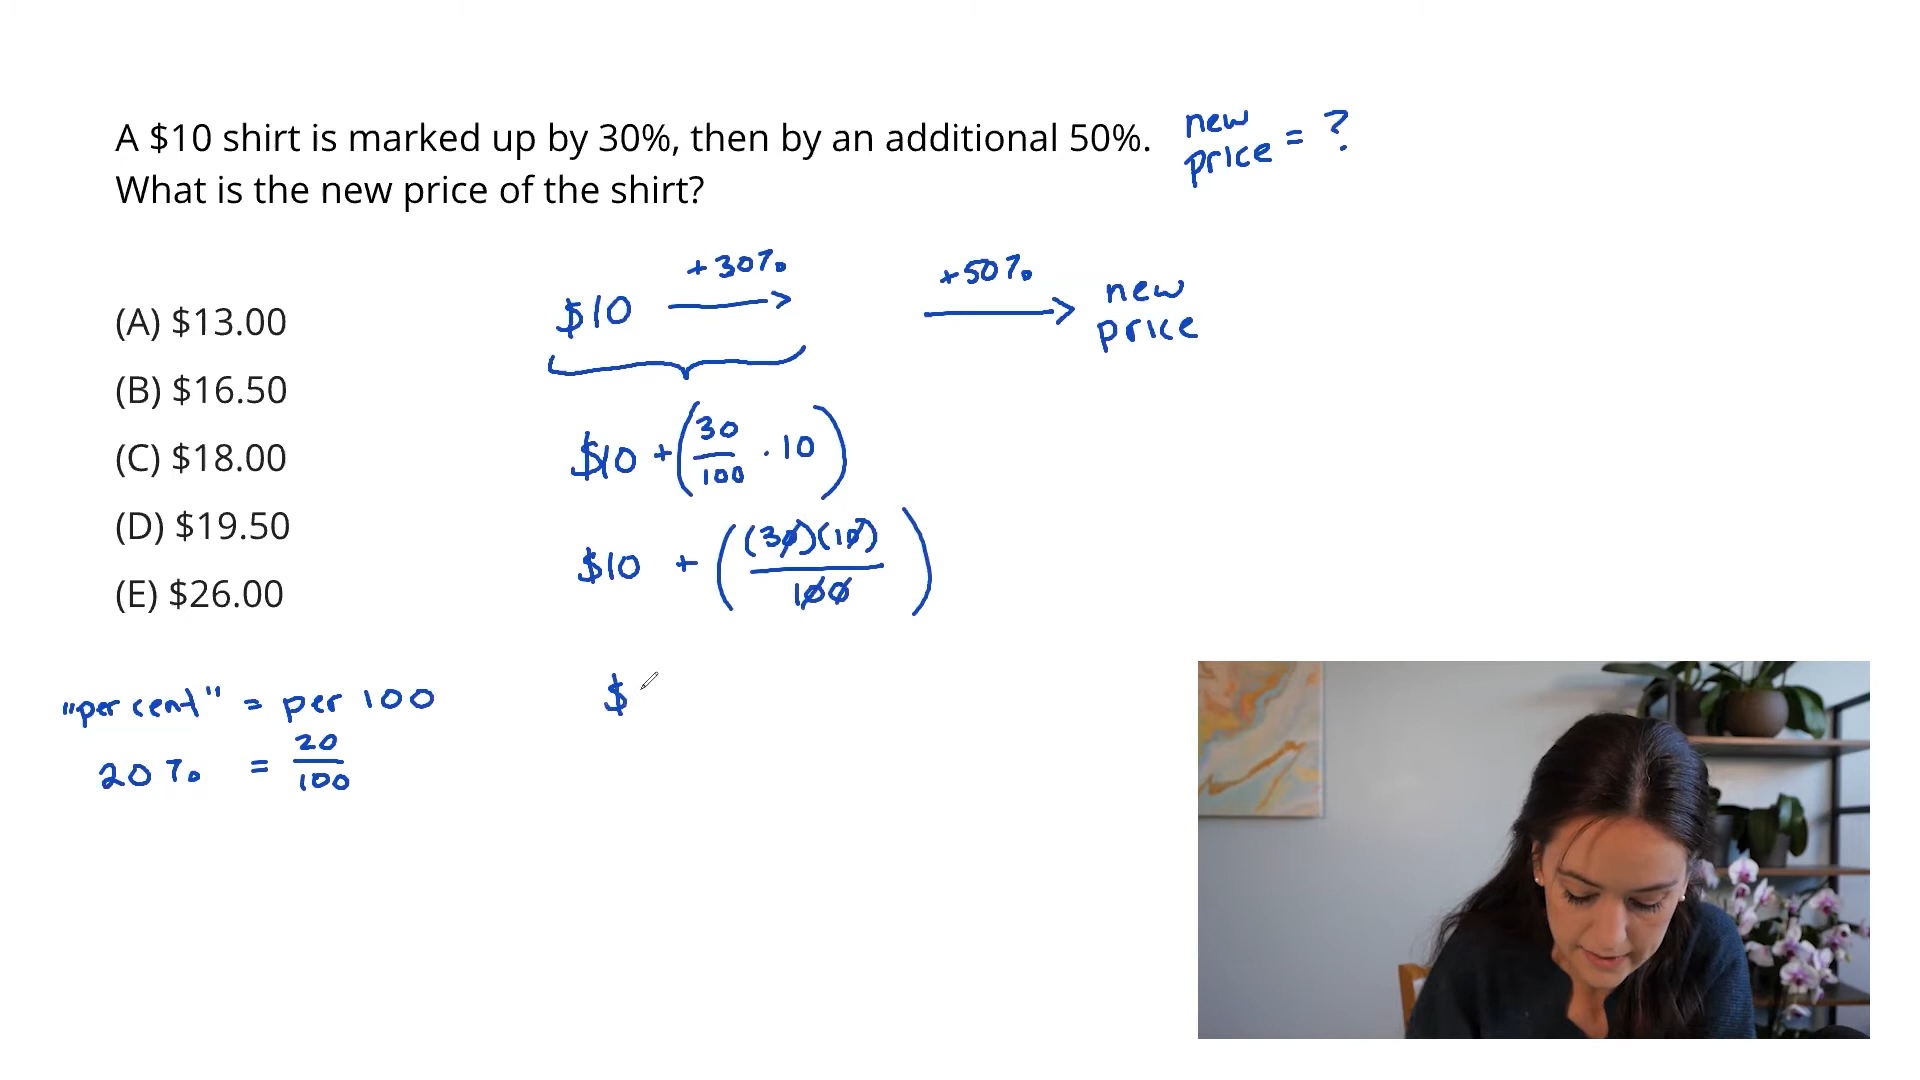 A $10 shirt is marked up by 30%, then by an additional 50%.
What is the new price of the shirt?
new
price = ?
(A) $13.00
(B) $16.50
(C) $18.00
(D) $19.50
(E) $26.00
+30%
$10
+50%
new
price
$10 + (30/100 · 10)
$10 + ((30)(10)/100)
$
"per cent" = per 100
20% = 20/100